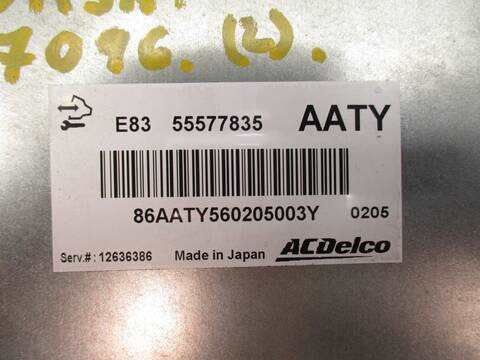 7096. (2).
E83 55577835 AATY
86AATY560205003Y 0205
Serv.#: 12636386 Made in Japan ACDelco